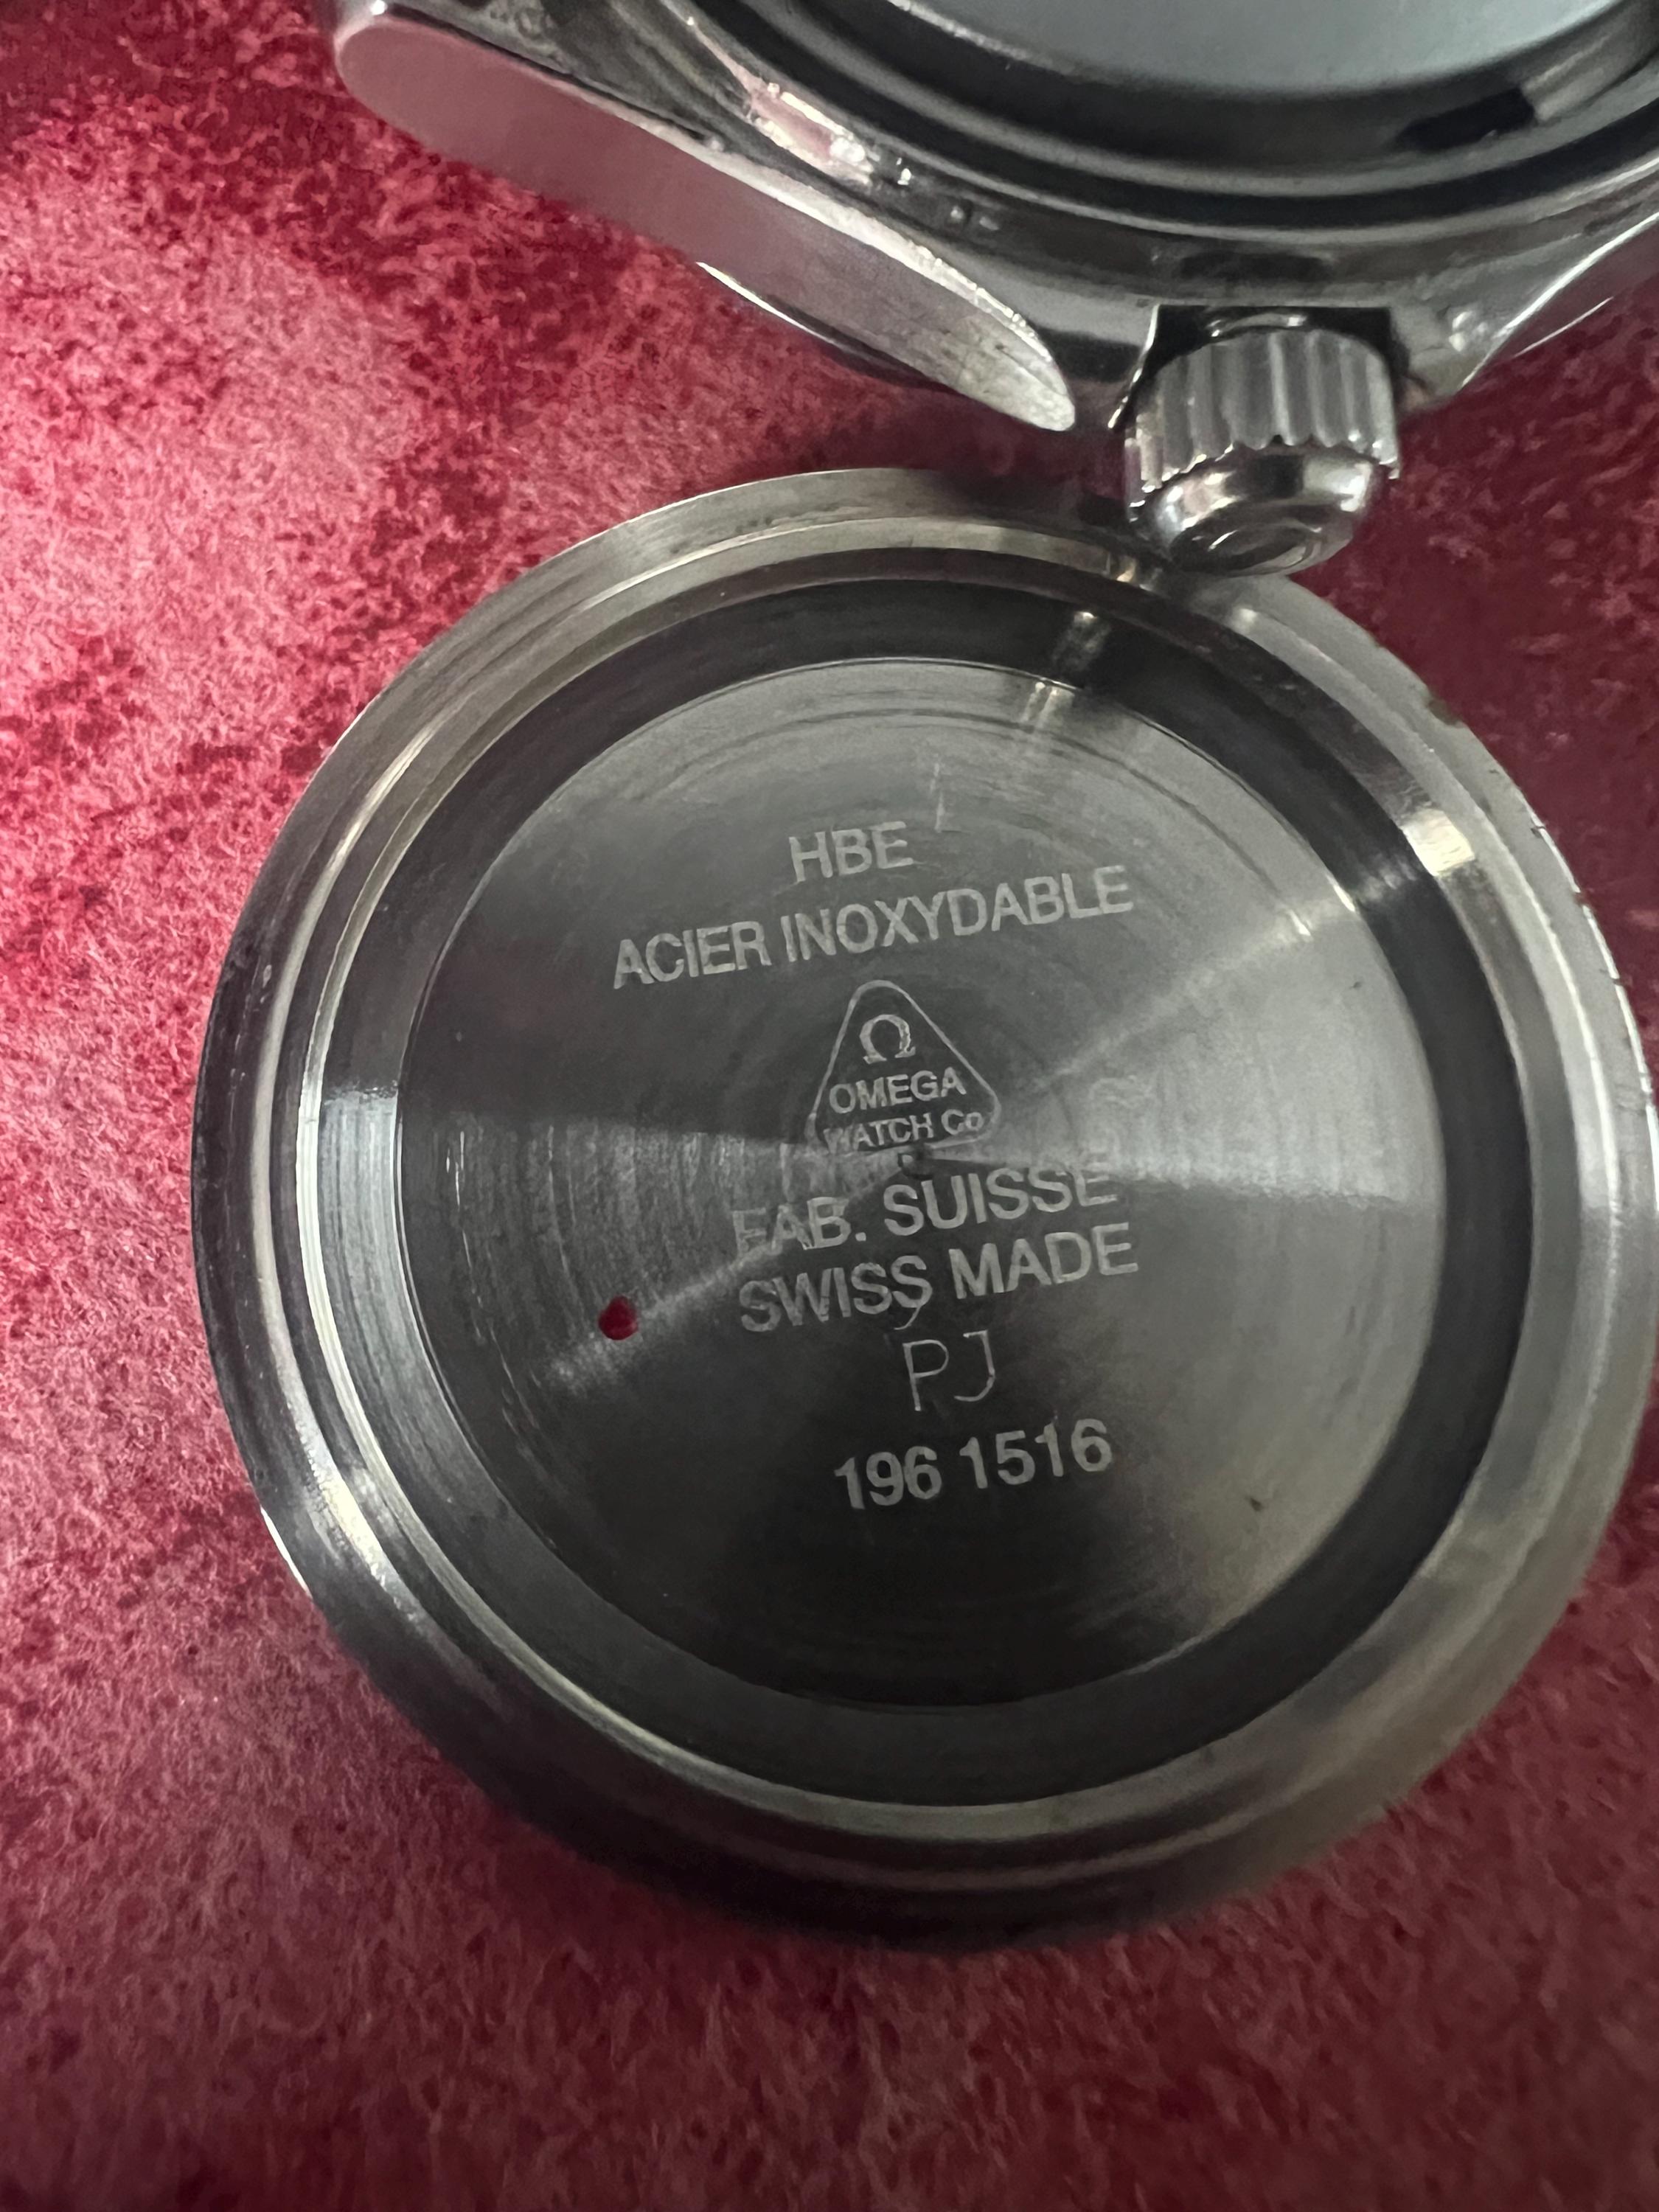 HBE
ACIER INOXYDABLE
Ω
OMEGA
WATCH Co
FAB. SUISSE
SWISS MADE
PJ
196 1516